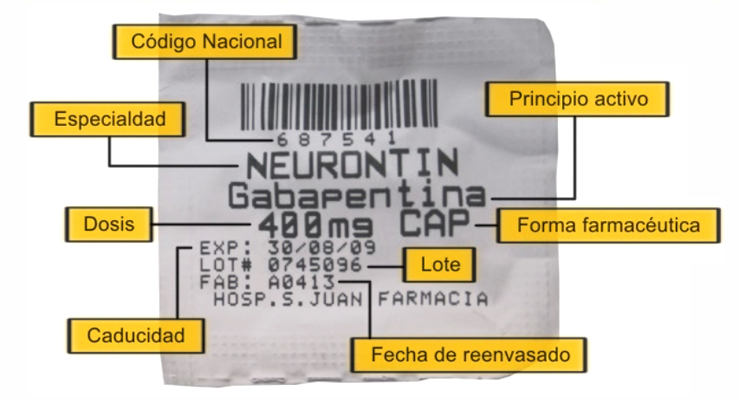 Código Nacional
Principio activo
Especialdad
687541
NEURONTIN
Gabapentina
Dosis
400mg CAP
Forma farmacéutica
EXP: 30/08/09
LOT# 0745096
Lote
FAB: A0413
HOSP.S.JUAN FARMACIA
Caducidad
Fecha de reenvasado